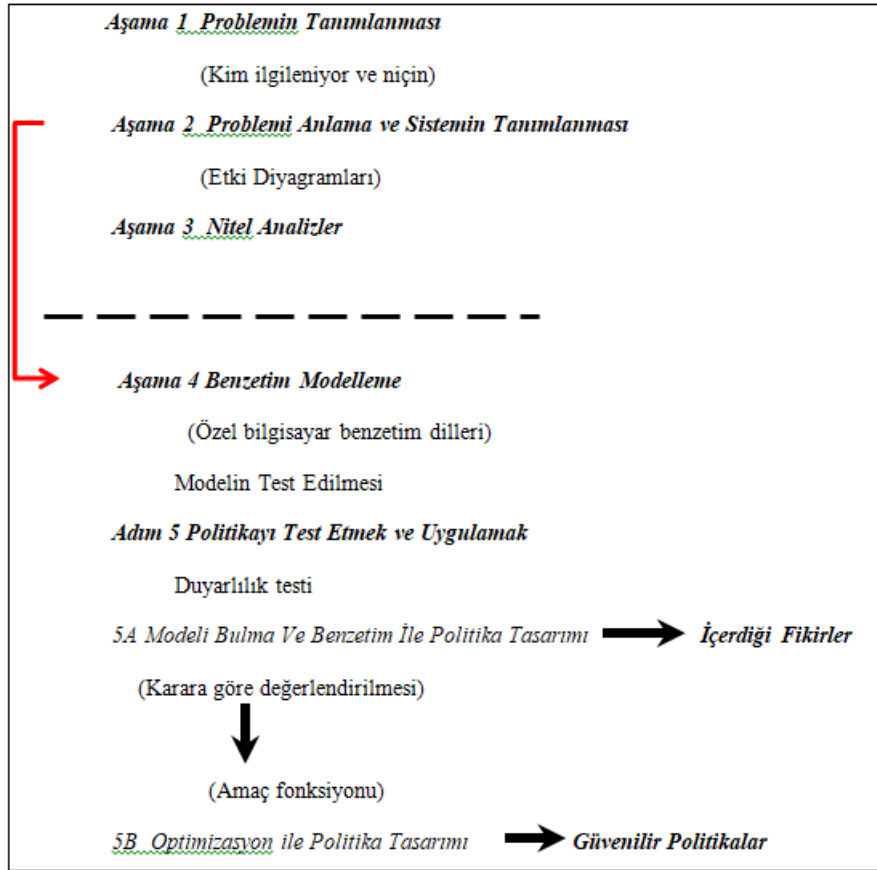 Aşama 1 Problemin Tanımlanması
(Kim ilgileniyor ve niçin)
Aşama 2 Problemi Anlama ve Sistemin Tanımlanması
(Etki Diyagramları)
Aşama 3 Nitel Analizler
Aşama 4 Benzetim Modelleme
(Özel bilgisayar benzetim dilleri)
Modelin Test Edilmesi
Adım 5 Politikayı Test Etmek ve Uygulamak
Duyarlılık testi
5A Modeli Bulma Ve Benzetim İle Politika Tasarımı İçerdiği Fikirler
(Karara göre değerlendirilmesi)
(Amaç fonksiyonu)
5B Optimizasyon ile Politika Tasarımı Güvenilir Politikalar